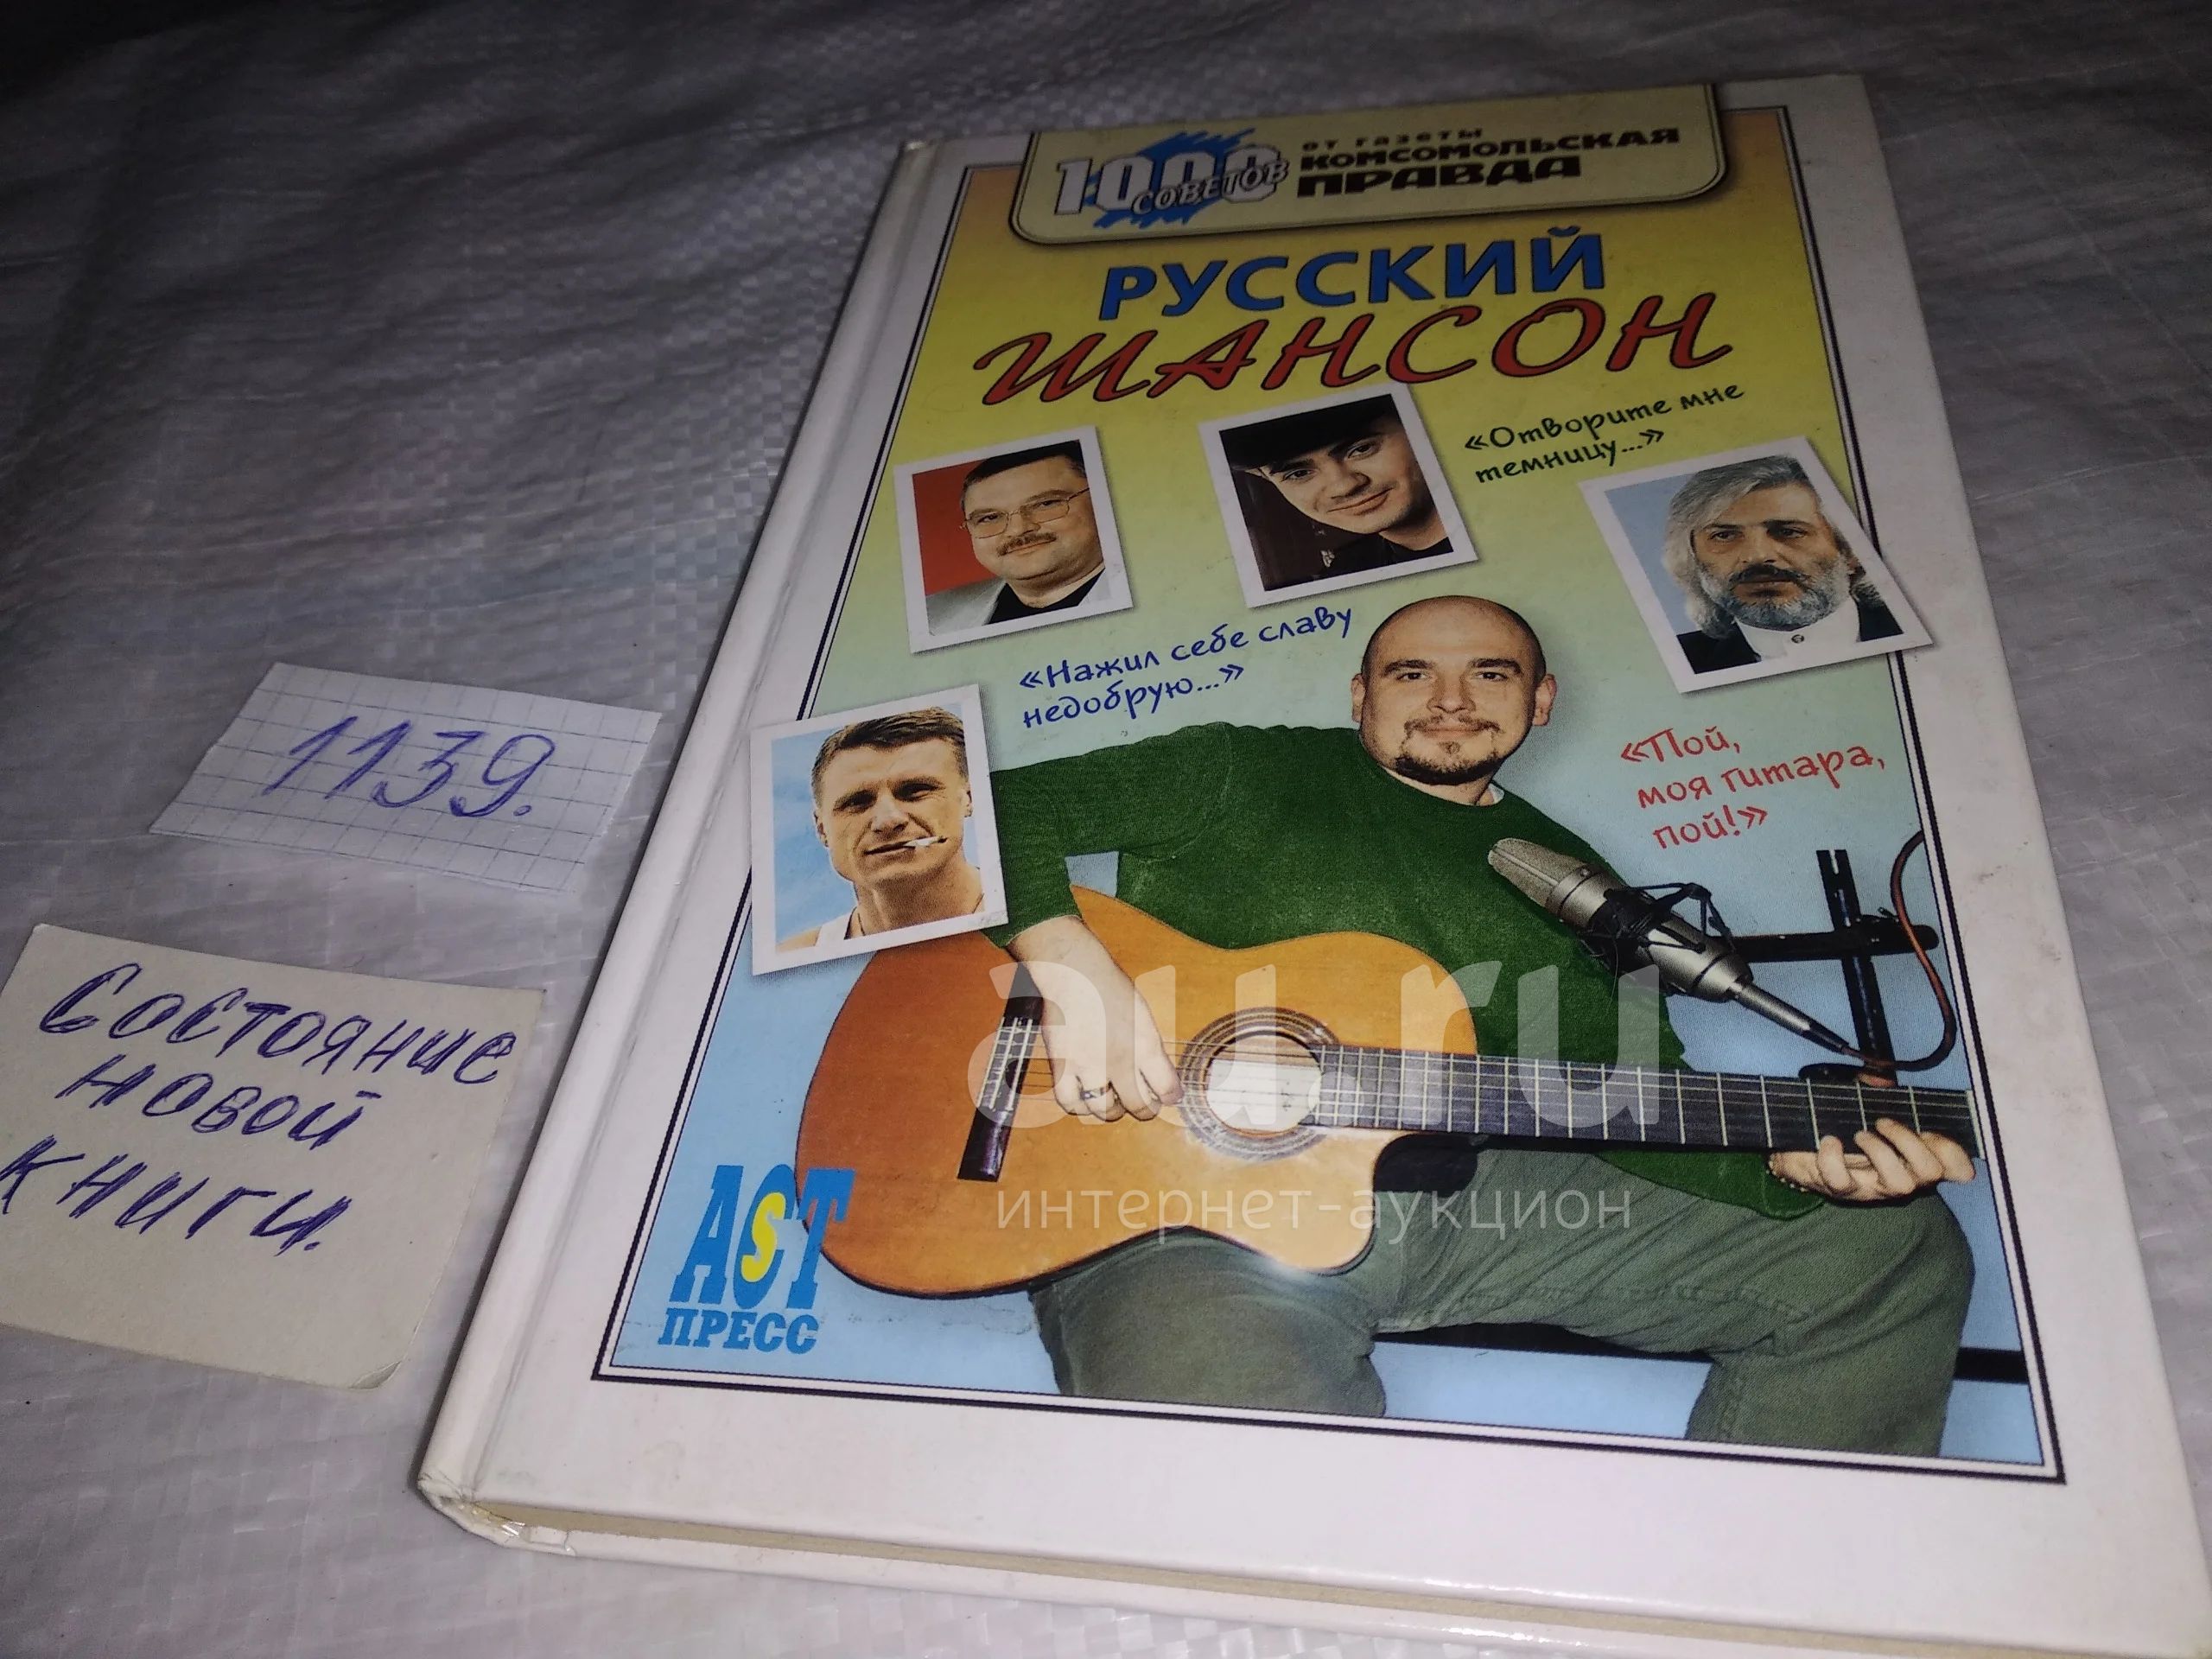 1000
СОВЕТОВ
от газеты
КОМСОМОЛЬСКАЯ
ПРАВДА
РУССКИЙ
ШАНСОН
«Отворите мне
темницу...»
«Нажил себе славу
недобрую...»
«Пой,
моя гитара,
пой!»
1139.
Состояние
новой
книги.
au.ru
интернет-аукцион
АСТ
ПРЕСС